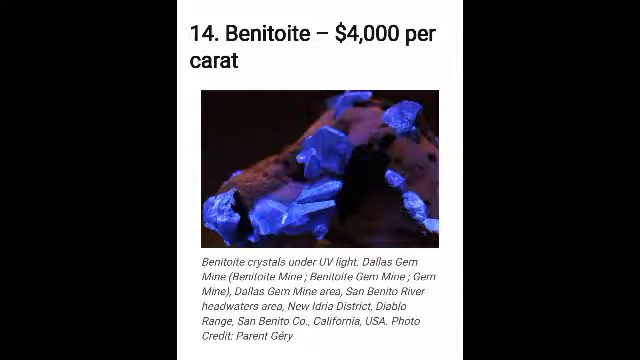 14. Benitoite – $4,000 per
carat
Benitoite crystals under UV light. Dallas Gem
Mine (Benitoite Mine ; Benitoite Gem Mine ; Gem
Mine), Dallas Gem Mine area, San Benito River
headwaters area, New Idria District, Diablo
Range, San Benito Co., California, USA. Photo
Credit: Parent Géry